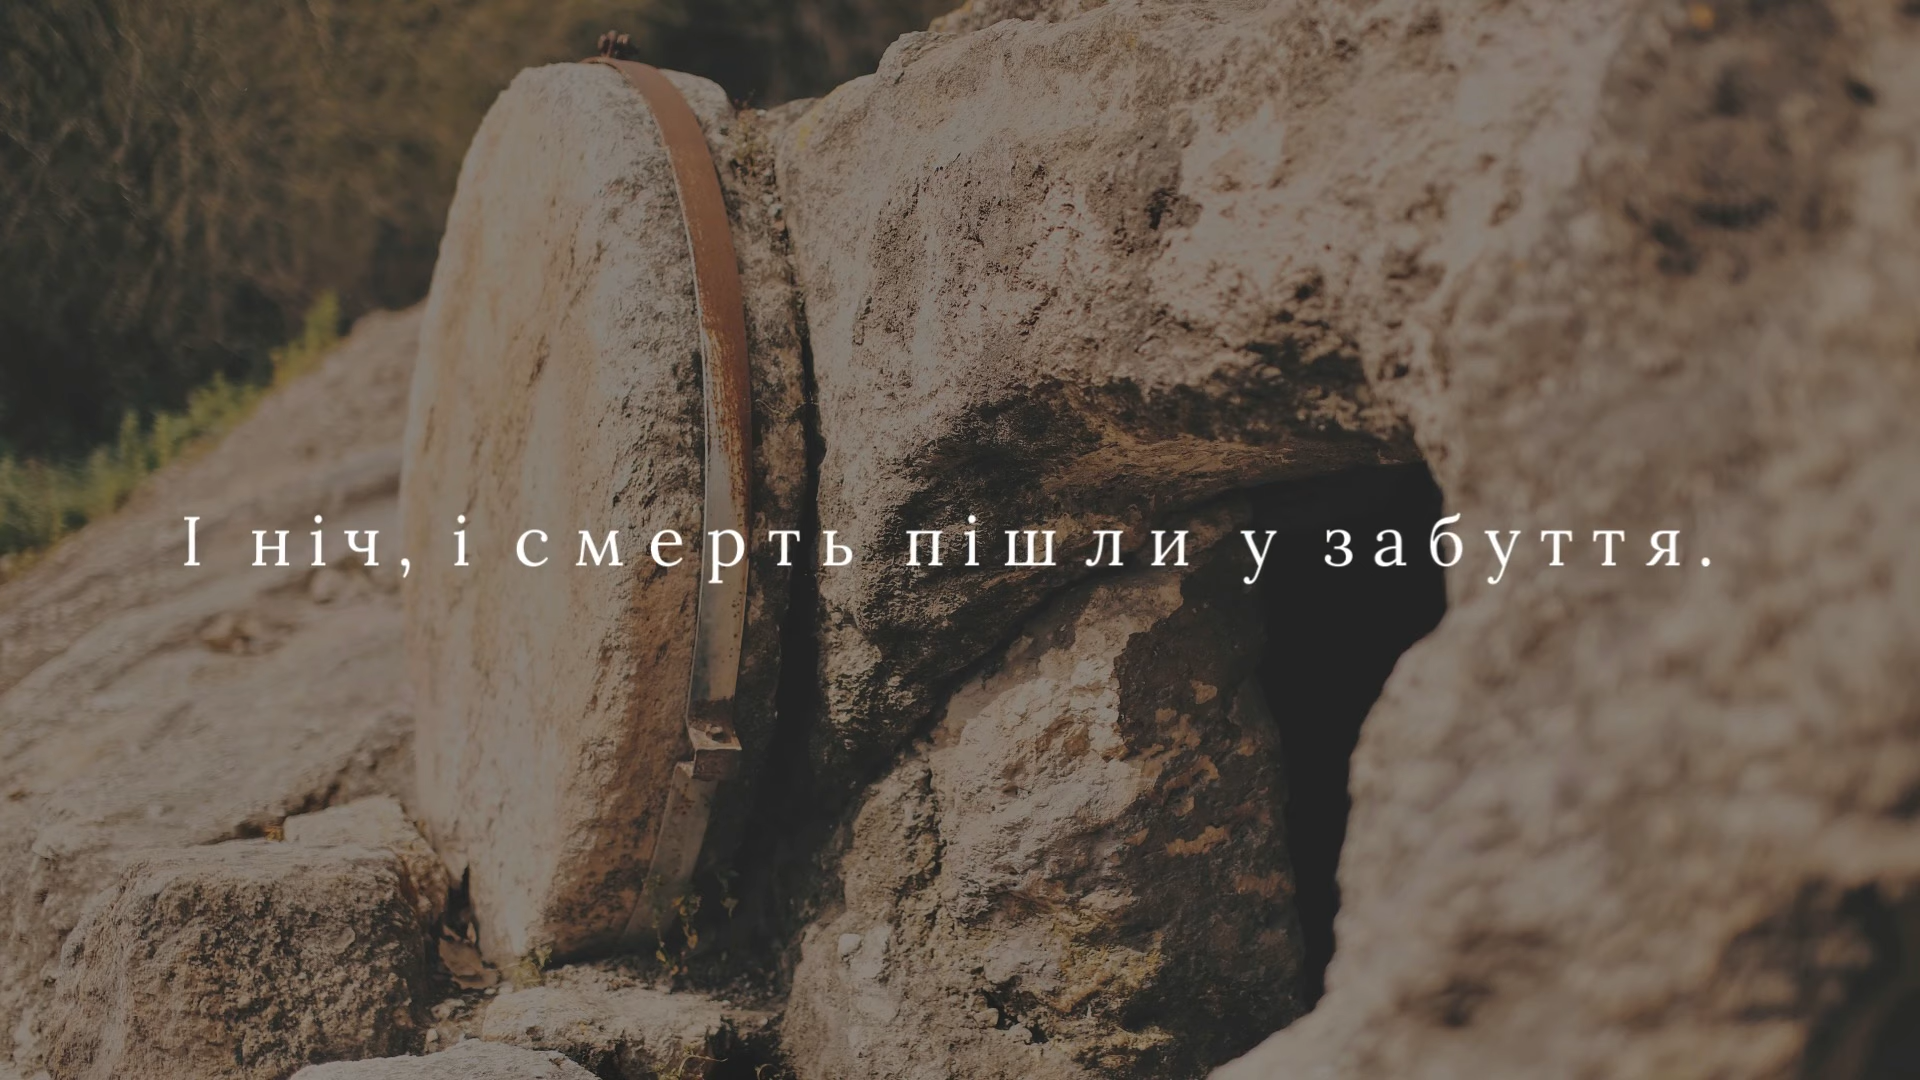 І ніч, і смерть пішли у забуття.